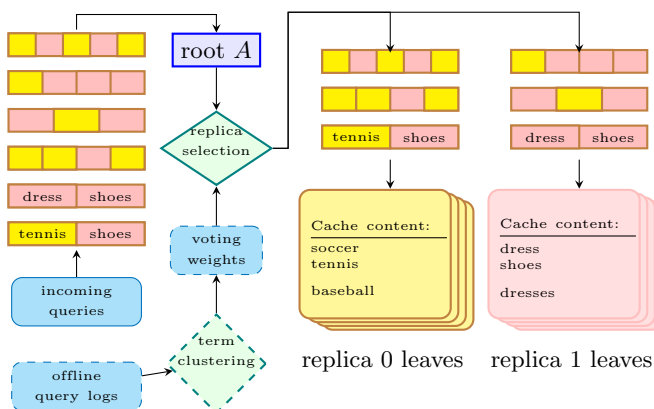 root A
replica
selection
tennis shoes
dress shoes
dress shoes
tennis shoes
voting
weights
incoming
queries
term
clustering
offline
query logs
Cache content:
soccer
tennis
baseball
replica 0 leaves
Cache content:
dress
shoes
dresses
replica 1 leaves